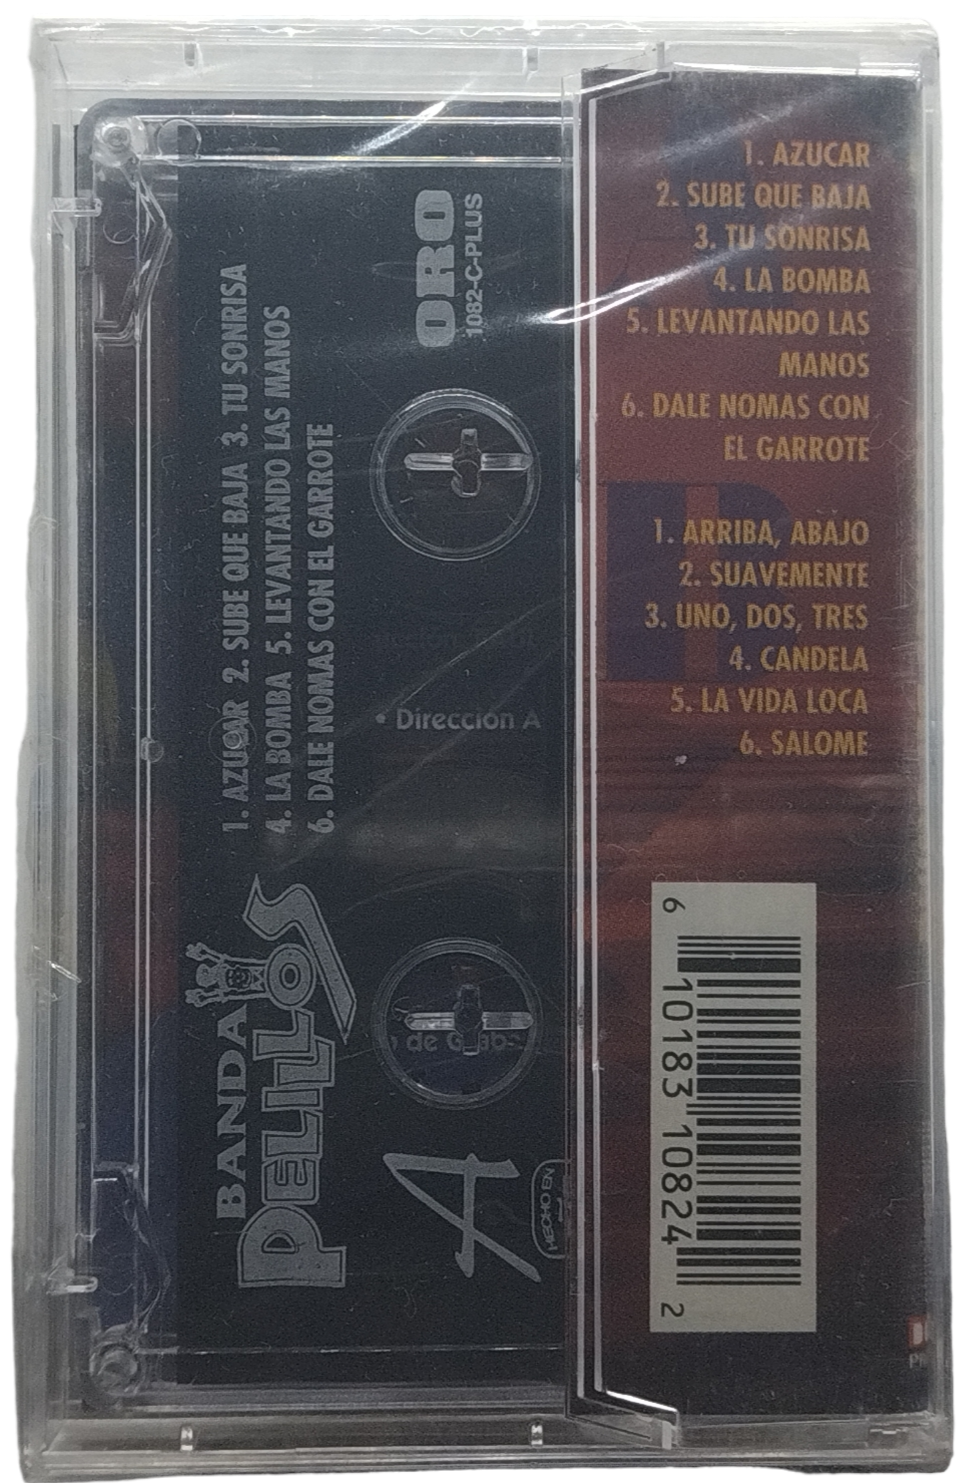 1. AZUCAR 2. SUBE QUE BAJA 3. TU SONRISA
4. LA BOMBA 5. LEVANTANDO LAS MANOS
6. DALE NOMAS CON EL GARROTE
BANDA
PELILLOS
ORO
1082-C-PLUS
• Direccion A
de
A
HECHO EN
1. AZUCAR
2. SUBE QUE BAJA
3. TU SONRISA
4. LA BOMBA
5. LEVANTANDO LAS
MANOS
6. DALE NOMAS CON
EL GARROTE
1. ARRIBA, ABAJO
2. SUAVEMENTE
3. UNO, DOS, TRES
4. CANDELA
5. LA VIDA LOCA
6. SALOME
6 10183 10824 2